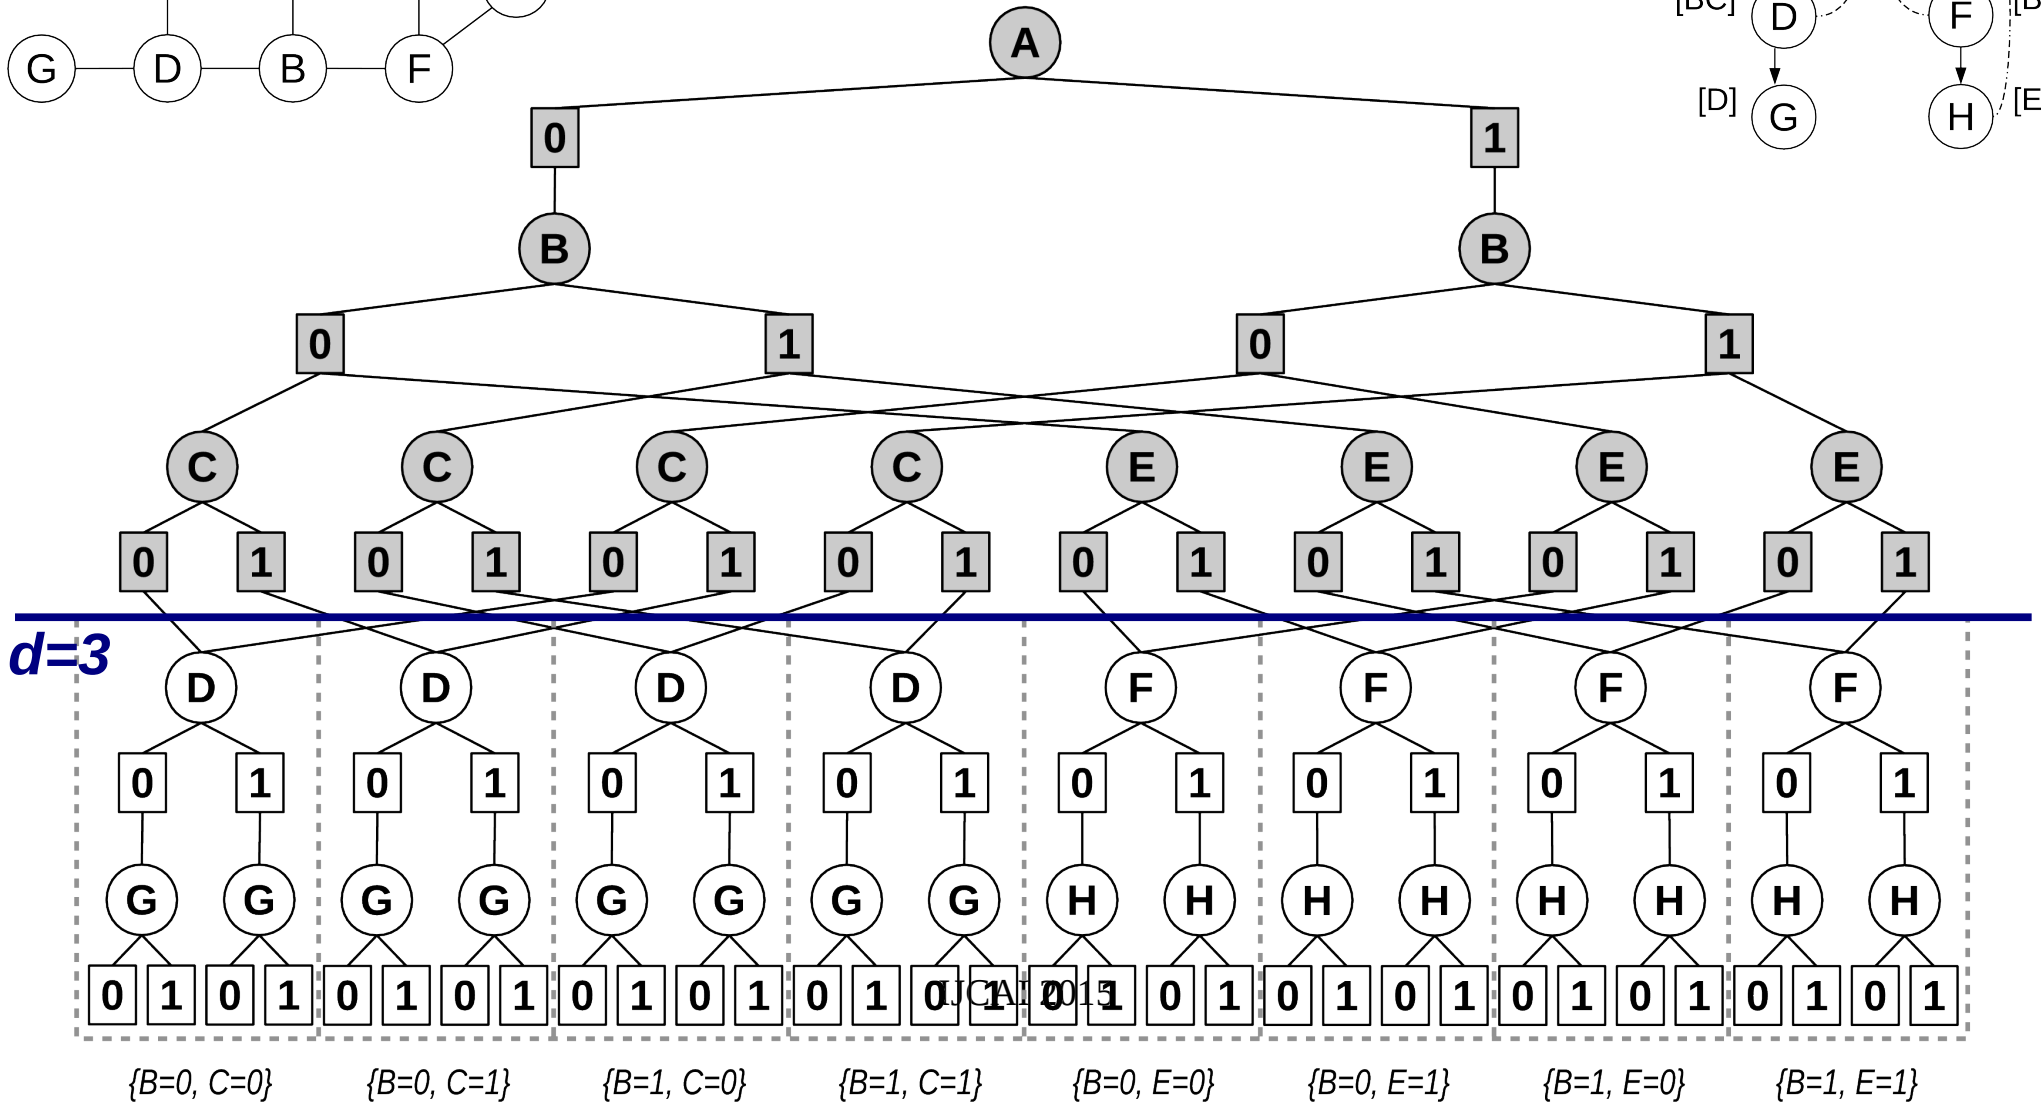 [BC] D F [B
G D B F A
[D] G H [E
0 1
B B
0 1 0 1
C C C C E E E E
0 1 0 1 0 1 0 1 0 1 0 1 0 1 0 1
d=3
D D D D F F F F
0 1 0 1 0 1 0 1 0 1 0 1 0 1 0 1
G G G G G G G G H H H H H H H H
0 1 0 1 0 1 0 1 0 1 0 1 0 1 0 1 0 1 0 1 0 1 0 1 0 1 0 1 0 1 0 1
IJCAI 2015
{B=0, C=0} {B=0, C=1} {B=1, C=0} {B=1, C=1} {B=0, E=0} {B=0, E=1} {B=1, E=0} {B=1, E=1}